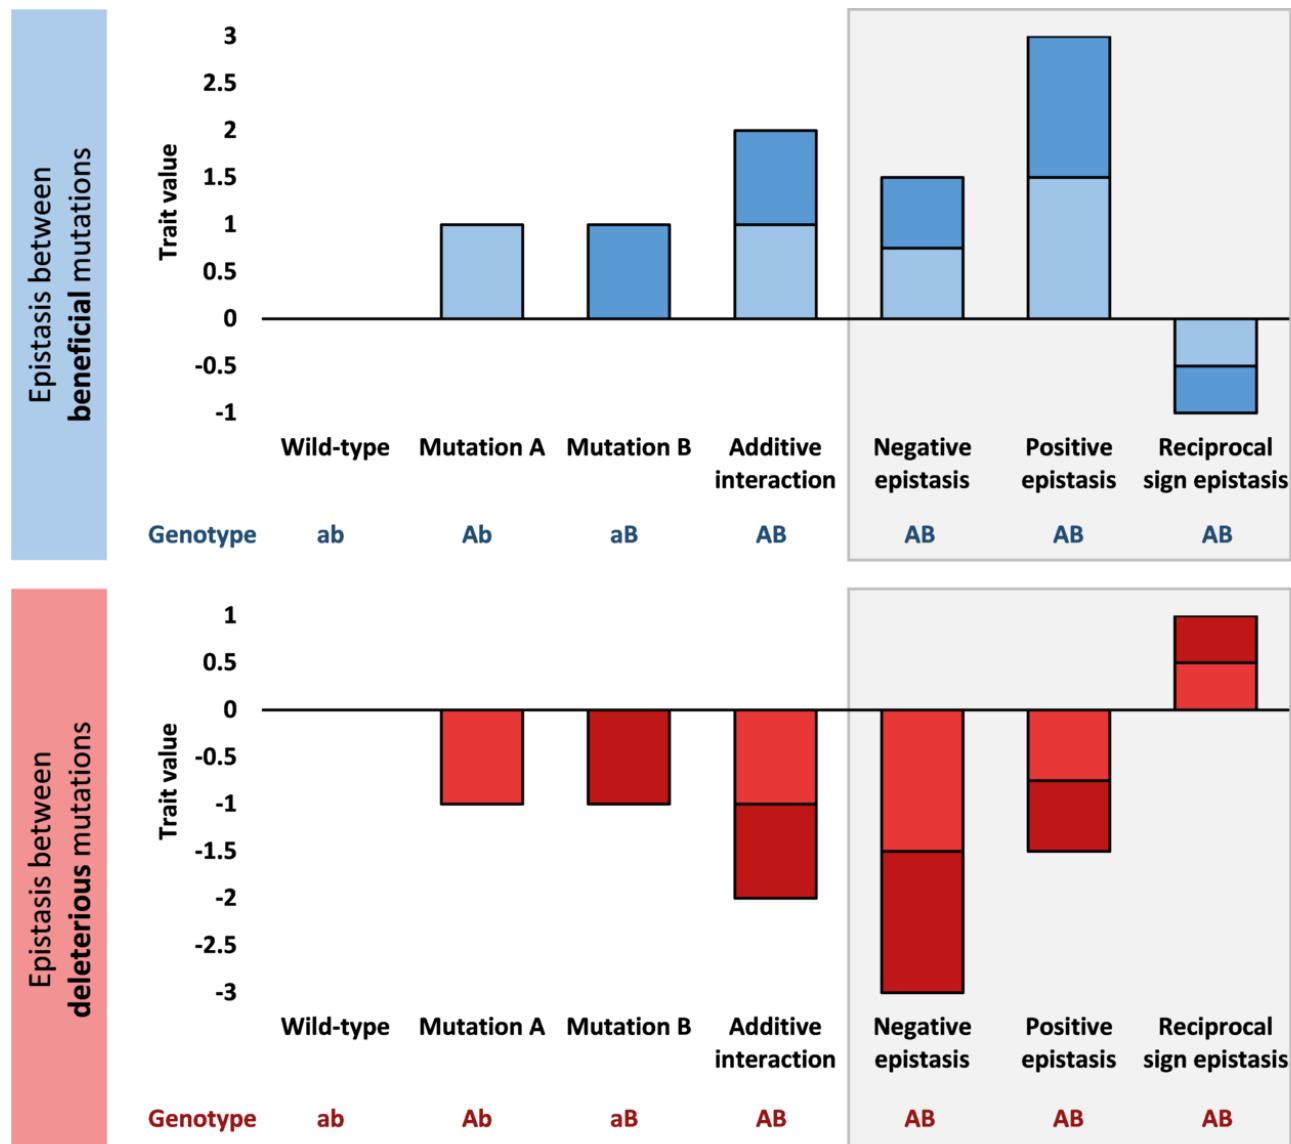 Epistasis between
beneficial mutations
Trait value
3
2.5
2
1.5
1
0.5
0
-0.5
-1
Wild-type Mutation A Mutation B Additive Negative Positive Reciprocal
interaction epistasis epistasis sign epistasis
Genotype ab Ab aB AB AB AB AB
Epistasis between
deleterious mutations
Trait value
1
0.5
0
-0.5
-1
-1.5
-2
-2.5
-3
Wild-type Mutation A Mutation B Additive Negative Positive Reciprocal
interaction epistasis epistasis sign epistasis
Genotype ab Ab aB AB AB AB AB